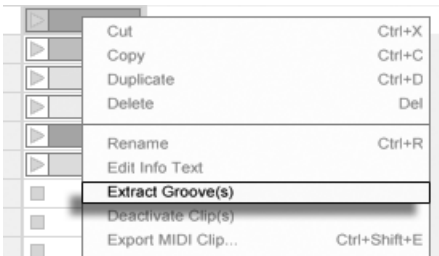 Cut Ctrl+X
Copy Ctrl+C
Duplicate Ctrl+D
Delete Del
Rename Ctrl+R
Edit Info Text
Extract Groove(s)
Deactivate Clip(s)
Export MIDI Clip... Ctrl+Shift+E